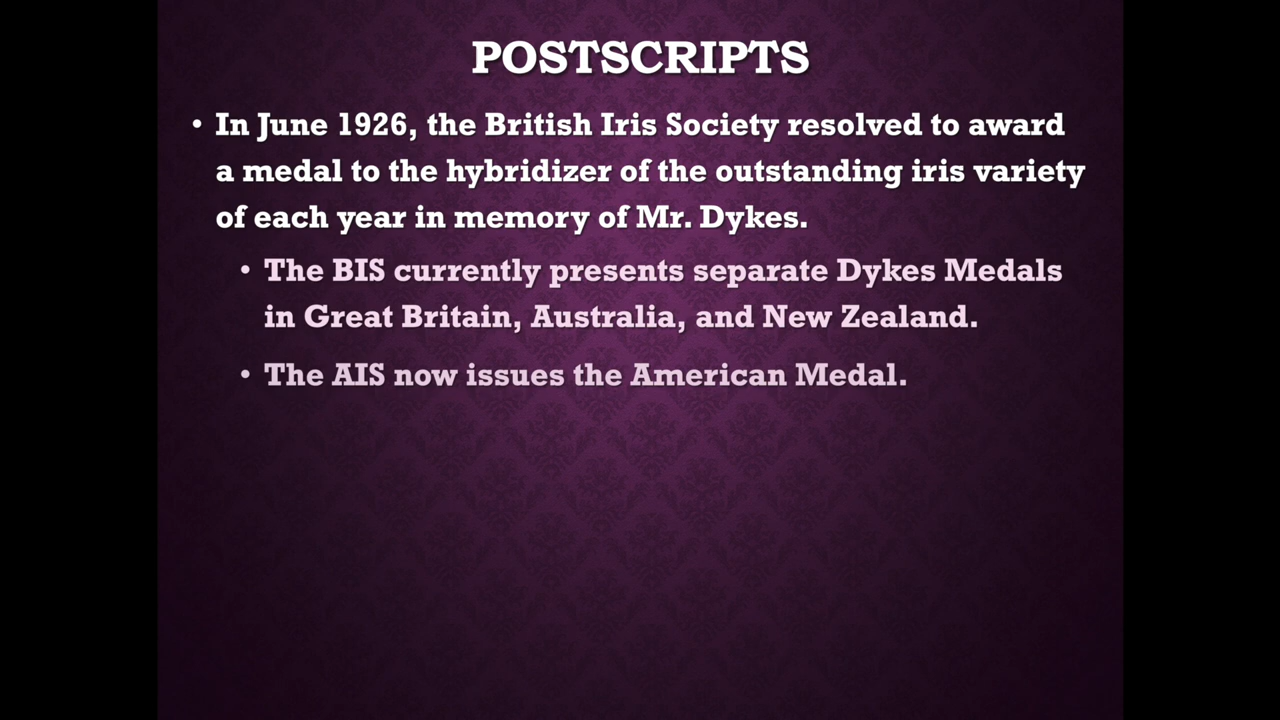 POSTSCRIPTS
• In June 1926, the British Iris Society resolved to award
a medal to the hybridizer of the outstanding iris variety
of each year in memory of Mr. Dykes.
• The BIS currently presents separate Dykes Medals
in Great Britain, Australia, and New Zealand.
• The AIS now issues the American Medal.